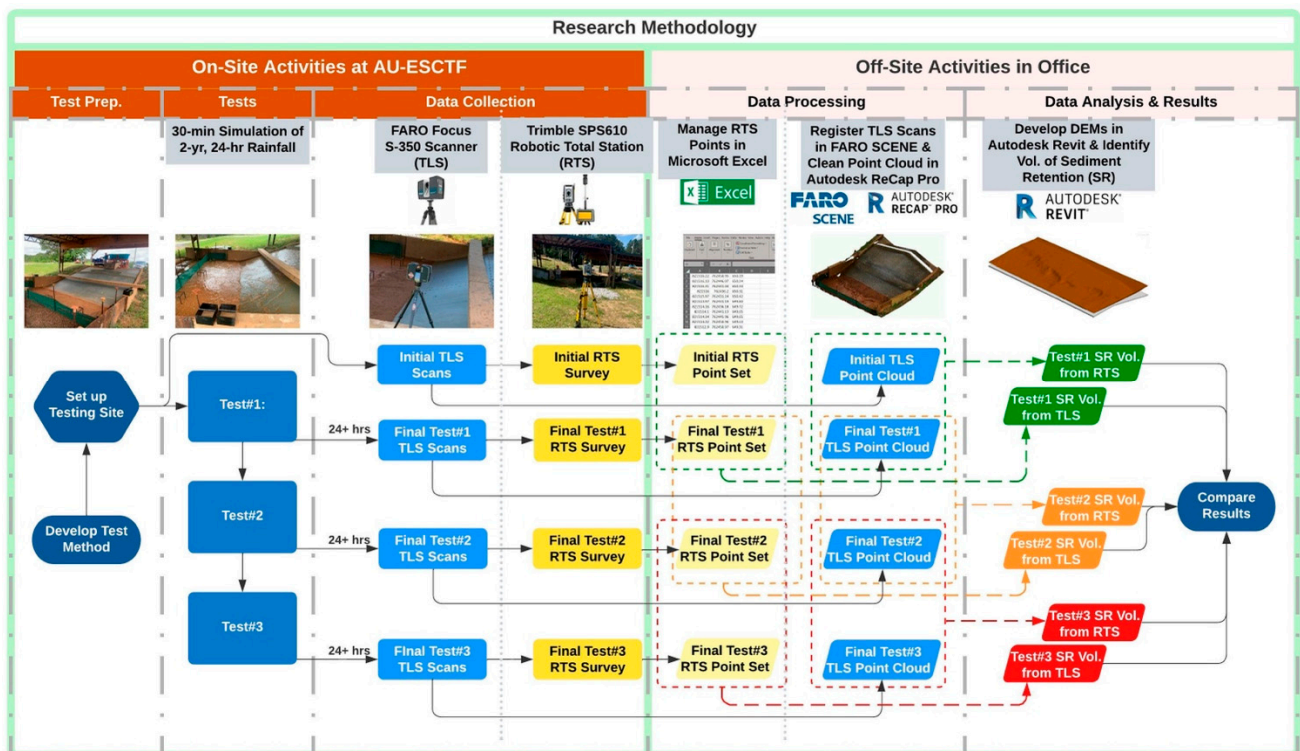 Research Methodology
On-Site Activities at AU-ESCTF
Off-Site Activities in Office
Test Prep.
Tests
Data Collection
Data Processing
Data Analysis & Results
30-min Simulation of
2-yr, 24-hr Rainfall
FARO Focus
S-350 Scanner
(TLS)
Trimble SPS610
Robotic Total Station
(RTS)
Manage RTS
Points in
Microsoft Excel
Register TLS Scans
in FARO SCENE &
Clean Point Cloud in
Autodesk ReCap Pro
Develop DEMs in
Autodesk Revit & Identify
Vol. of Sediment
Retention (SR)
Excel
FARO
SCENE
AUTODESK
RECAP PRO
AUTODESK
REVIT
Set up
Testing Site
Develop Test
Method
Test#1:
Test#2
Test#3
24+ hrs
24+ hrs
24+ hrs
Initial TLS
Scans
Initial RTS
Survey
Initial RTS
Point Set
Initial TLS
Point Cloud
Test#1 SR Vol.
from RTS
Test#1 SR Vol.
from TLS
Final Test#1
TLS Scans
Final Test#1
RTS Survey
Final Test#1
RTS Point Set
Final Test#1
TLS Point Cloud
Test#2 SR Vol.
from RTS
Test#2 SR Vol.
from TLS
Compare
Results
Final Test#2
TLS Scans
Final Test#2
RTS Survey
Final Test#2
RTS Point Set
Final Test#2
TLS Point Cloud
Test#3 SR Vol.
from RTS
Test#3 SR Vol.
from TLS
FInal Test#3
TLS Scans
Final Test#3
RTS Survey
Final Test#3
RTS Point Set
Final Test#3
TLS Point Cloud